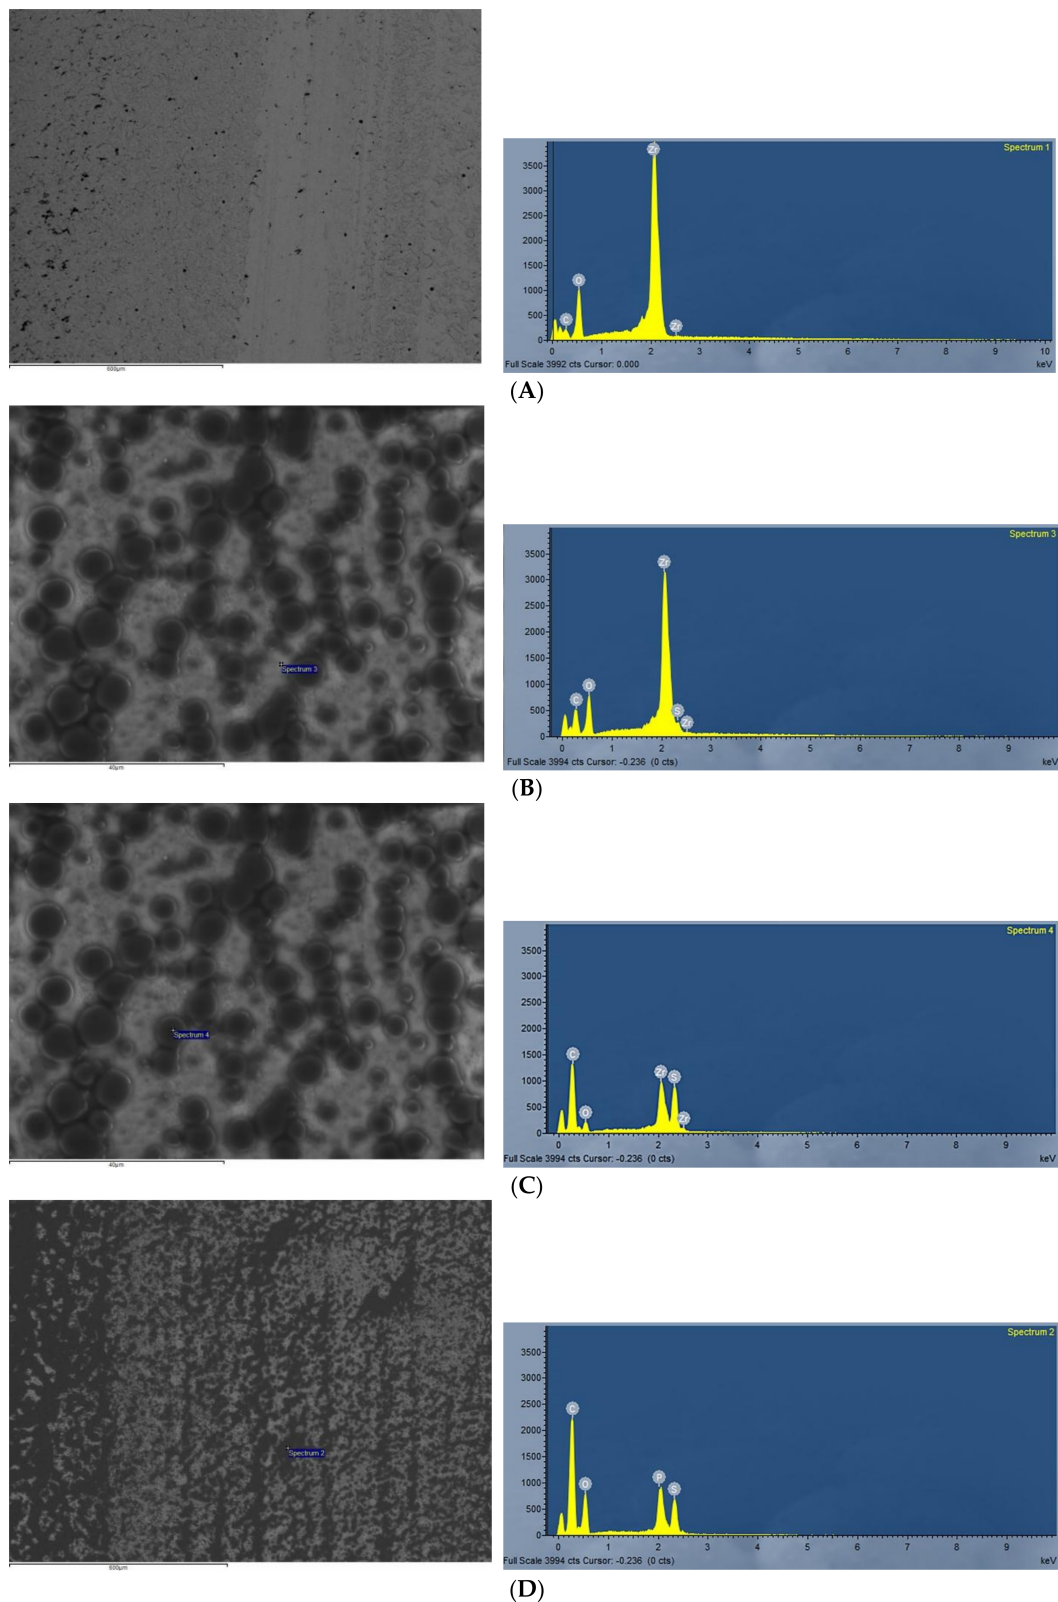 600µm
Spectrum 1
3500
3000
2500
2000
1500
1000
500
0
Zr
O
C
Zr
0 1 2 3 4 5 6 7 8 9 10
Full Scale 3992 cts Cursor: 0.000 keV
(A)
Spectrum 3
40µm
Spectrum 3
3500
3000
2500
2000
1500
1000
500
0
Zr
O
C
S
Zr
0 1 2 3 4 5 6 7 8 9
Full Scale 3994 cts Cursor: -0.236 (0 cts) keV
(B)
Spectrum 4
40µm
Spectrum 4
3500
3000
2500
2000
1500
1000
500
0
C
Zr
S
O
Zr
0 1 2 3 4 5 6 7 8 9
Full Scale 3994 cts Cursor: -0.236 (0 cts) keV
(C)
Spectrum 2
600µm
Spectrum 2
3500
3000
2500
2000
1500
1000
500
0
C
O
P
S
0 1 2 3 4 5 6 7 8 9
Full Scale 3994 cts Cursor: -0.236 (0 cts) keV
(D)